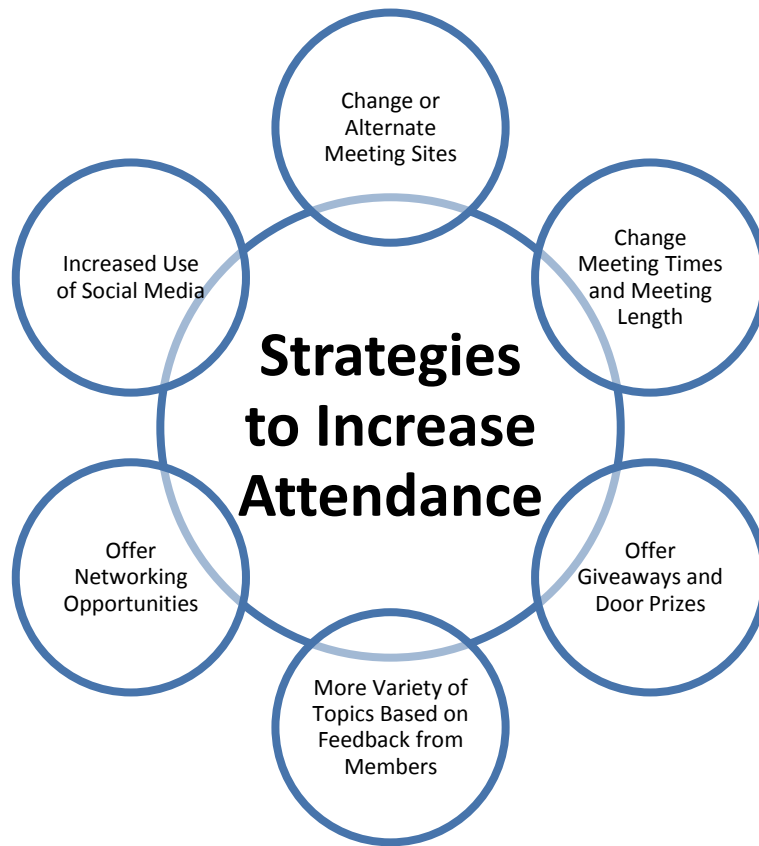 Change or
Alternate
Meeting Sites
Change
Meeting Times
and Meeting
Length
Offer
Giveaways and
Door Prizes
More Variety of
Topics Based on
Feedback from
Members
Offer
Networking
Opportunities
Increased Use
of Social Media
Strategies
to Increase
Attendance